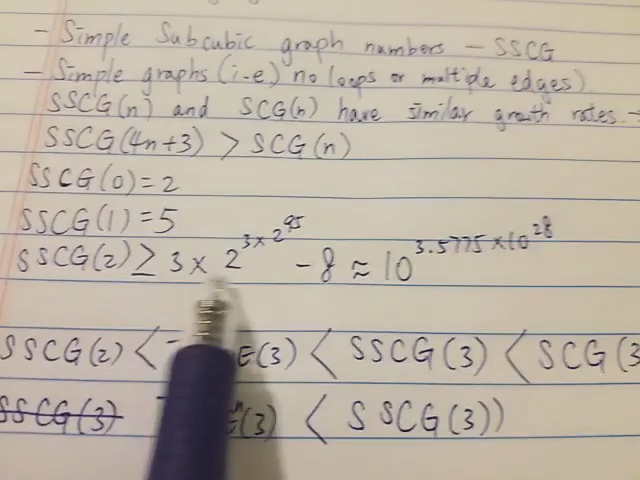 - Simple Subcubic graph numbers - SSCG
- Simple graphs (i-e) no loops or multiple edges)
SSCG(n) and SCG(n) have similar growth rates -
SSCG(4n+3) > SCG(n)
SSCG(0) = 2
SSCG(1) = 5
SSCG(2) ≥ 3 × 2^(3×2^95) - 8 ≈ 10^(3.5775×10^28)
SSCG(2) < E(3) < SSCG(3) < SCG(3
SSCG(3) (3) < SSCG(3))